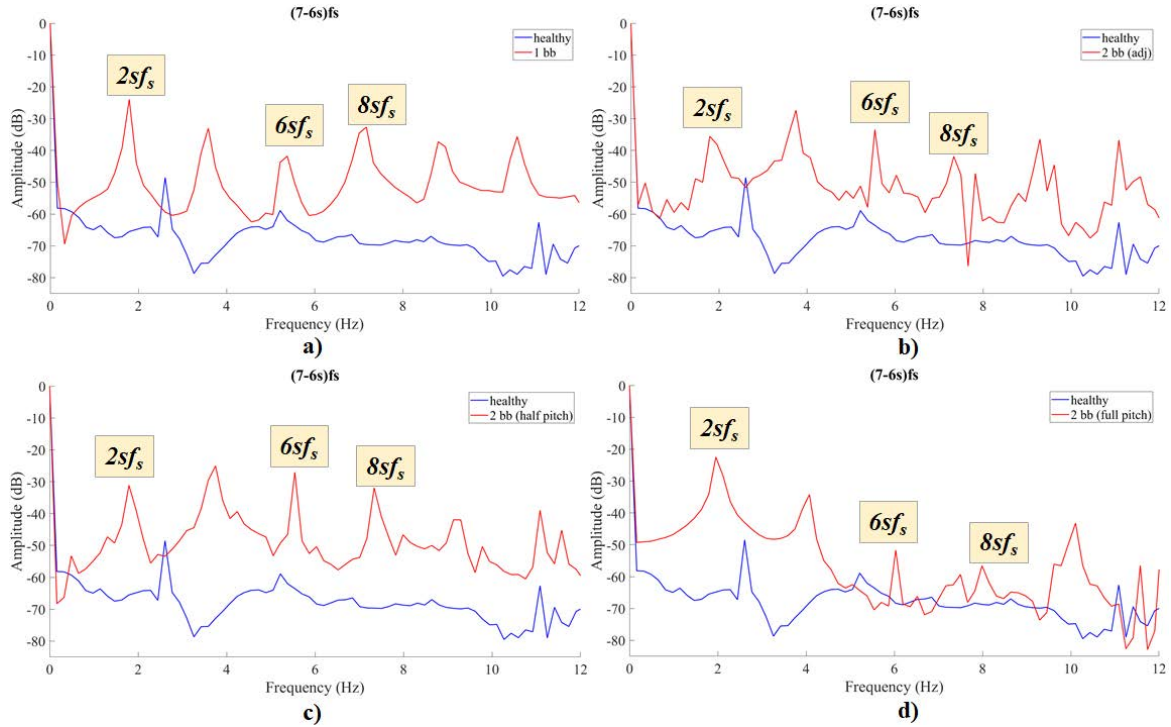 (7-6s)fs
0
-10
-20
-30
-40
-50
-60
-70
-80
Amplitude (dB)
healthy
1 bb
2sfs
6sfs
8sfs
0 2 4 6 8 10 12
Frequency (Hz)
a)
(7-6s)fs
0
-10
-20
-30
-40
-50
-60
-70
-80
Amplitude (dB)
healthy
2 bb (adj)
2sfs
6sfs
8sfs
0 2 4 6 8 10 12
Frequency (Hz)
b)
(7-6s)fs
0
-10
-20
-30
-40
-50
-60
-70
-80
Amplitude (dB)
healthy
2 bb (half pitch)
2sfs
6sfs
8sfs
0 2 4 6 8 10 12
Frequency (Hz)
c)
(7-6s)fs
0
-10
-20
-30
-40
-50
-60
-70
-80
Amplitude (dB)
healthy
2 bb (full pitch)
2sfs
6sfs
8sfs
0 2 4 6 8 10 12
Frequency (Hz)
d)